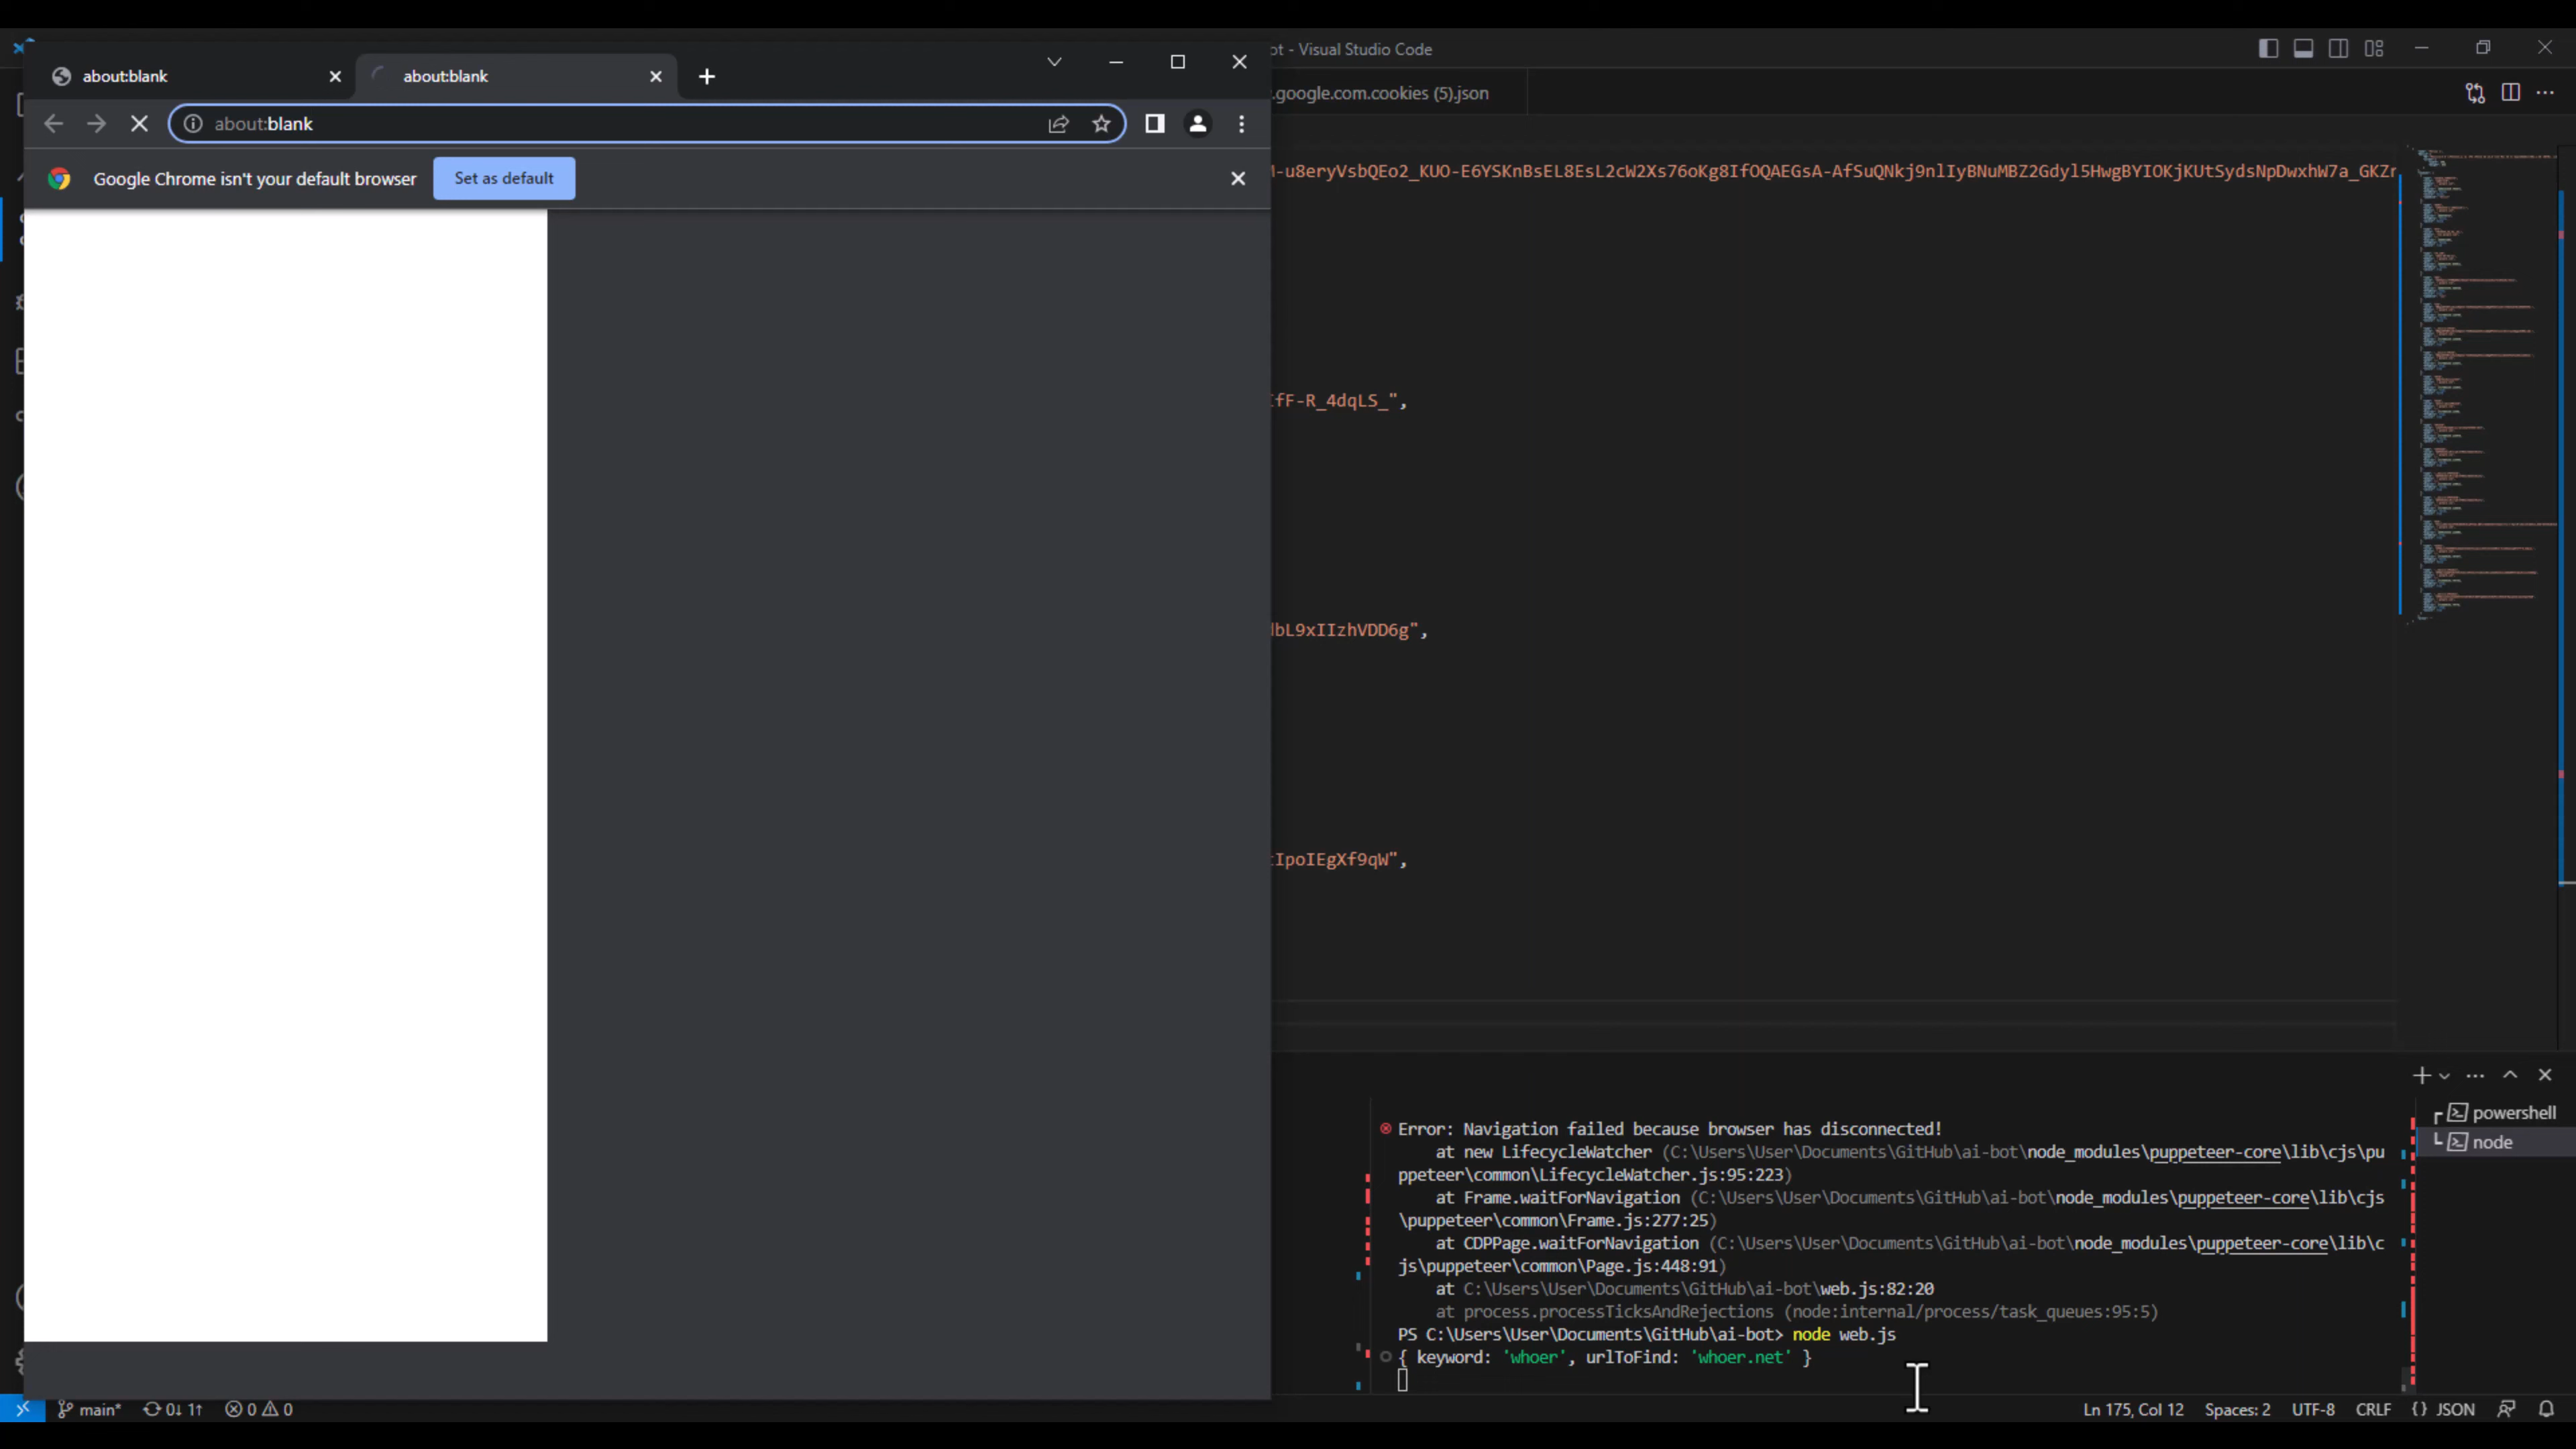 ot - Visual Studio Code
about:blank
about:blank
.google.com.cookies (5).json
about:blank
Google Chrome isn't your default browser
Set as default
M-u8eryVsbQEo2_KUO-E6YSKnBsEL8EsL2cW2Xs76oKg8IfOQAEGsA-AfSuQNkj9nlIyBNuMBZ2Gdyl5HwgBYIOKjKUtSydsNpDwxhW7a_GKZr
IfF-R_4dqLS_",
dbL9xIIzhVDD6g",
IpoIEgXf9qW",
powershell
node
Error: Navigation failed because browser has disconnected!
at new LifecycleWatcher (C:\Users\User\Documents\GitHub\ai-bot\node_modules\puppeteer-core\lib\cjs\pu
ppeteer\common\LifecycleWatcher.js:95:223)
at Frame.waitForNavigation (C:\Users\User\Documents\GitHub\ai-bot\node_modules\puppeteer-core\lib\cjs
\puppeteer\common\Frame.js:277:25)
at CDPPage.waitForNavigation (C:\Users\User\Documents\GitHub\ai-bot\node_modules\puppeteer-core\lib\c
js\puppeteer\common\Page.js:448:91)
at C:\Users\User\Documents\GitHub\ai-bot\web.js:82:20
at process.processTicksAndRejections (node:internal/process/task_queues:95:5)
PS C:\Users\User\Documents\GitHub\ai-bot> node web.js
{ keyword: 'whoer', urlToFind: 'whoer.net' }
main* 0↓ 1↑ 0 0
Ln 175, Col 12 Spaces: 2 UTF-8 CRLF {} JSON